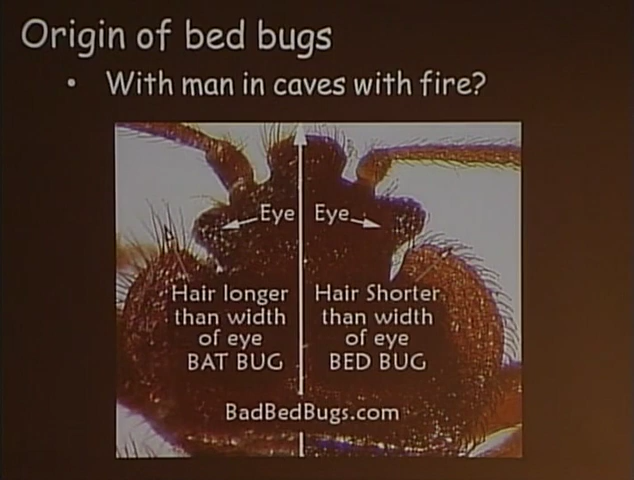 Origin of bed bugs
• With man in caves with fire?
Eye
Eye
Hair longer
than width
of eye
BAT BUG
Hair Shorter
than width
of eye
BED BUG
BadBedBugs.com